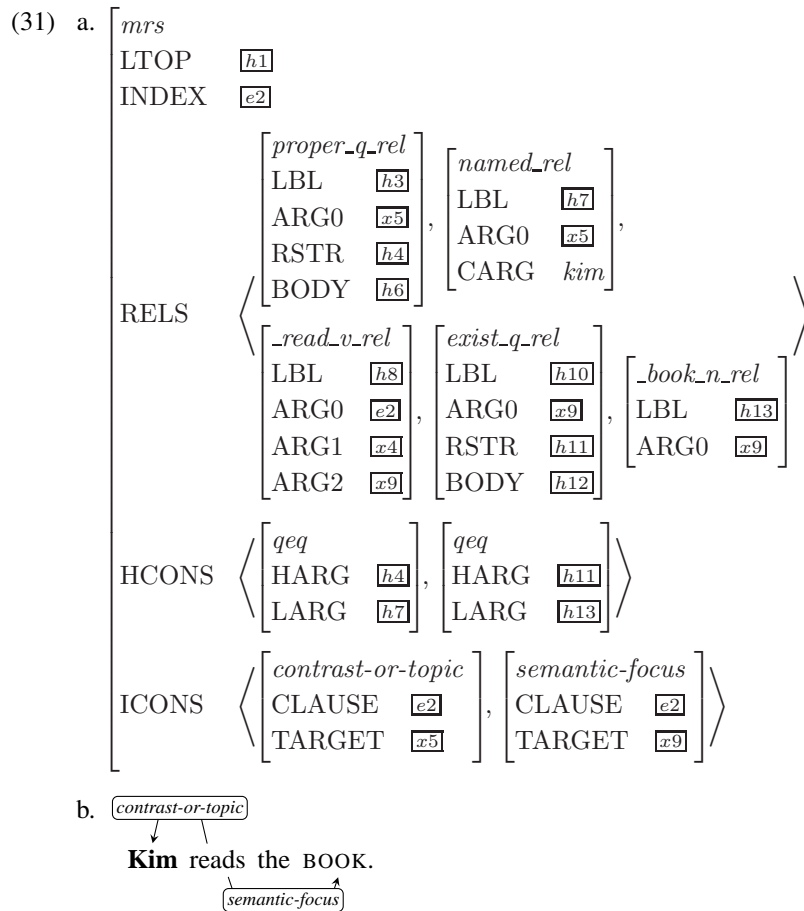 (31) a. mrs
LTOP h1
INDEX e2
RELS
proper_q_rel
LBL h3
ARG0 x5
RSTR h4
BODY h6
,
named_rel
LBL h7
ARG0 x5
CARG kim
,
_read_v_rel
LBL h8
ARG0 e2
ARG1 x4
ARG2 x9
,
exist_q_rel
LBL h10
ARG0 x9
RSTR h11
BODY h12
,
_book_n_rel
LBL h13
ARG0 x9
HCONS
qeq
HARG h4
LARG h7
,
qeq
HARG h11
LARG h13
ICONS
contrast-or-topic
CLAUSE e2
TARGET x5
,
semantic-focus
CLAUSE e2
TARGET x9
b. contrast-or-topic
Kim reads the BOOK.
semantic-focus